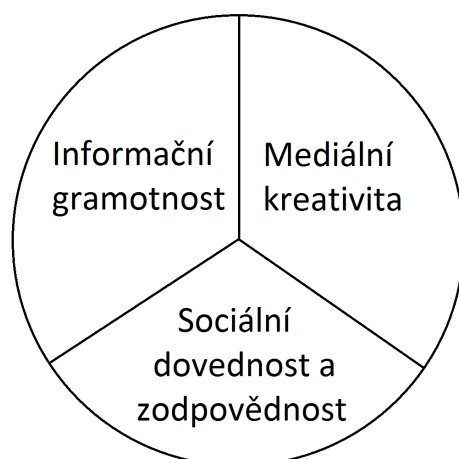 Informační
gramotnost
Mediální
kreativita
Sociální
dovednost a
zodpovědnost